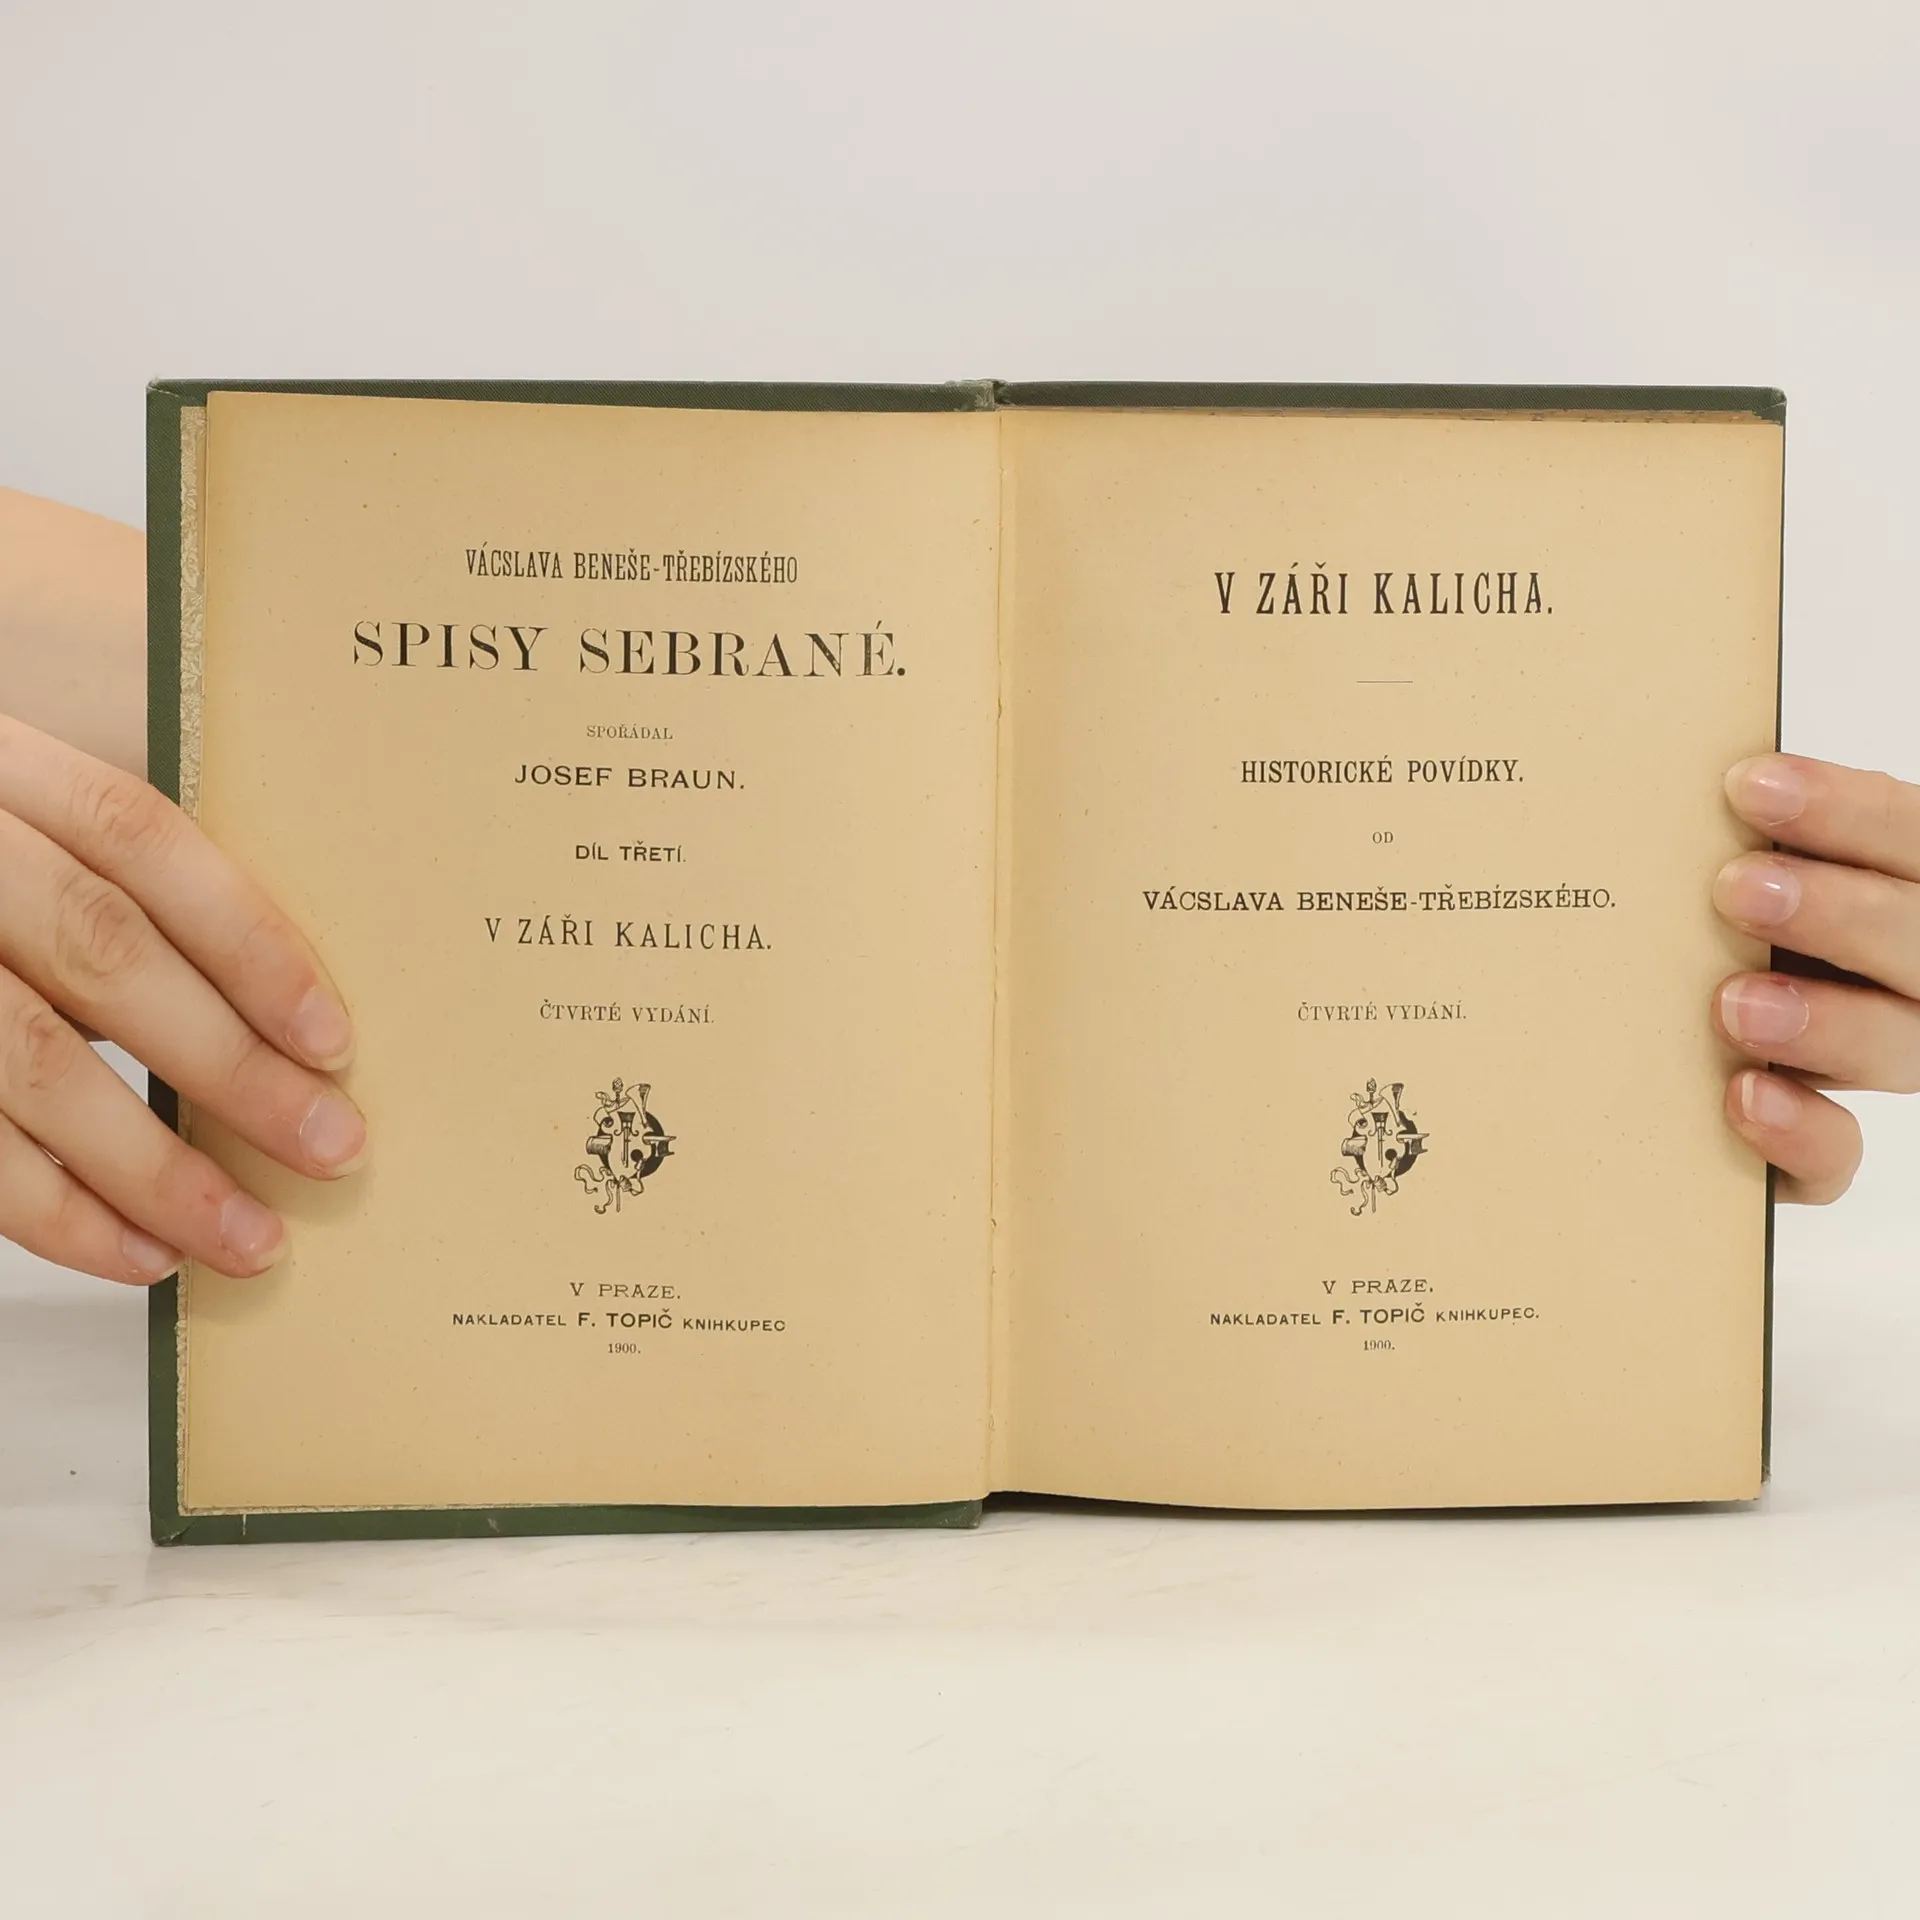 VÁCSLAVA BENEŠE-TŘEBÍZSKÉHO
SPISY SEBRANÉ.
SPOŘÁDAL
JOSEF BRAUN.
DÍL TŘETÍ.
V ZÁŘI KALICHA.
ČTVRTÉ VYDÁNÍ.
V PRAZE.
NAKLADATEL F. TOPIČ KNIHKUPEC
1900.
V ZÁŘI KALICHA.
HISTORICKÉ POVÍDKY.
OD
VÁCSLAVA BENEŠE-TŘEBÍZSKÉHO.
ČTVRTÉ VYDÁNÍ.
V PRAZE.
NAKLADATEL F. TOPIČ KNIHKUPEC.
1900.